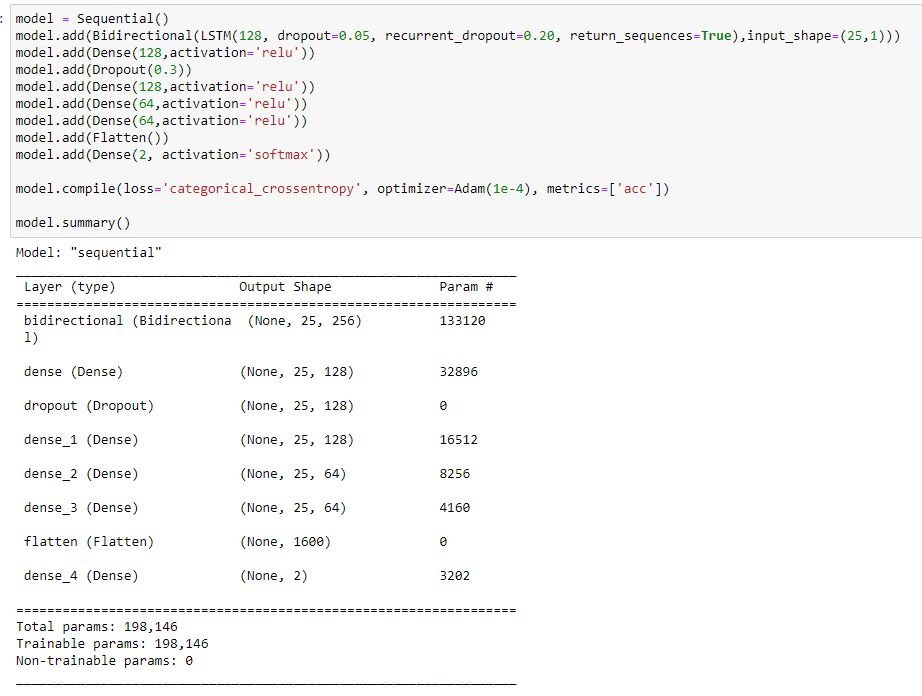 :
model = Sequential()
model.add(Bidirectional(LSTM(128, dropout=0.05, recurrent_dropout=0.20, return_sequences=True),input_shape=(25,1)))
model.add(Dense(128,activation='relu'))
model.add(Dropout(0.3))
model.add(Dense(128,activation='relu'))
model.add(Dense(64,activation='relu'))
model.add(Dense(64,activation='relu'))
model.add(Flatten())
model.add(Dense(2, activation='softmax'))

model.compile(loss='categorical_crossentropy', optimizer=Adam(1e-4), metrics=['acc'])

model.summary()
Model: "sequential"
_________________________________________________________________
 Layer (type)                Output Shape              Param #
=================================================================
 bidirectional (Bidirectiona  (None, 25, 256)          133120
 l)

 dense (Dense)               (None, 25, 128)           32896

 dropout (Dropout)           (None, 25, 128)           0

 dense_1 (Dense)             (None, 25, 128)           16512

 dense_2 (Dense)             (None, 25, 64)            8256

 dense_3 (Dense)             (None, 25, 64)            4160

 flatten (Flatten)           (None, 1600)              0

 dense_4 (Dense)             (None, 2)                 3202

=================================================================
Total params: 198,146
Trainable params: 198,146
Non-trainable params: 0
_________________________________________________________________